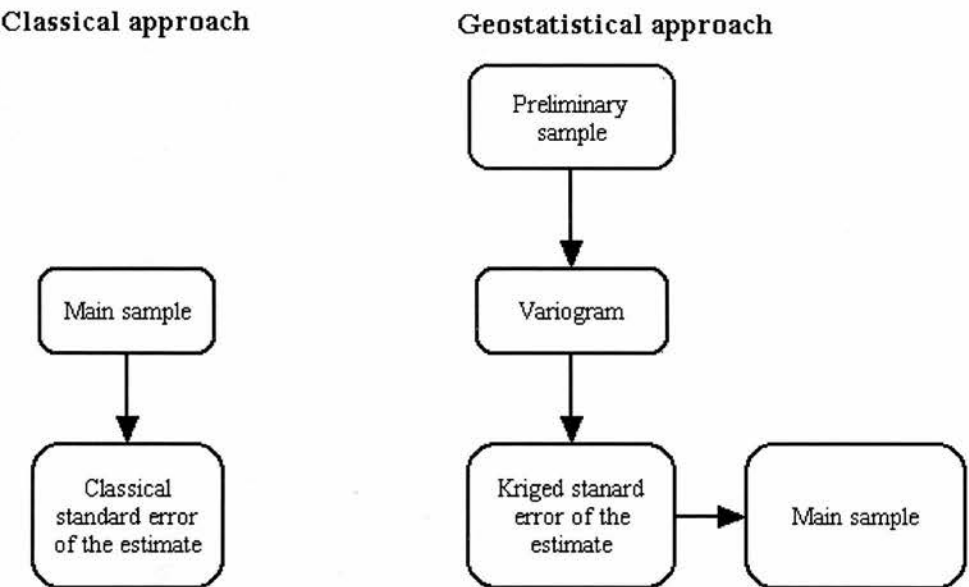 Classical approach
Geostatistical approach
Preliminary
sample
Main sample
Variogram
Classical
standard error
of the estimate
Kriged stanard
error of the
estimate
Main sample